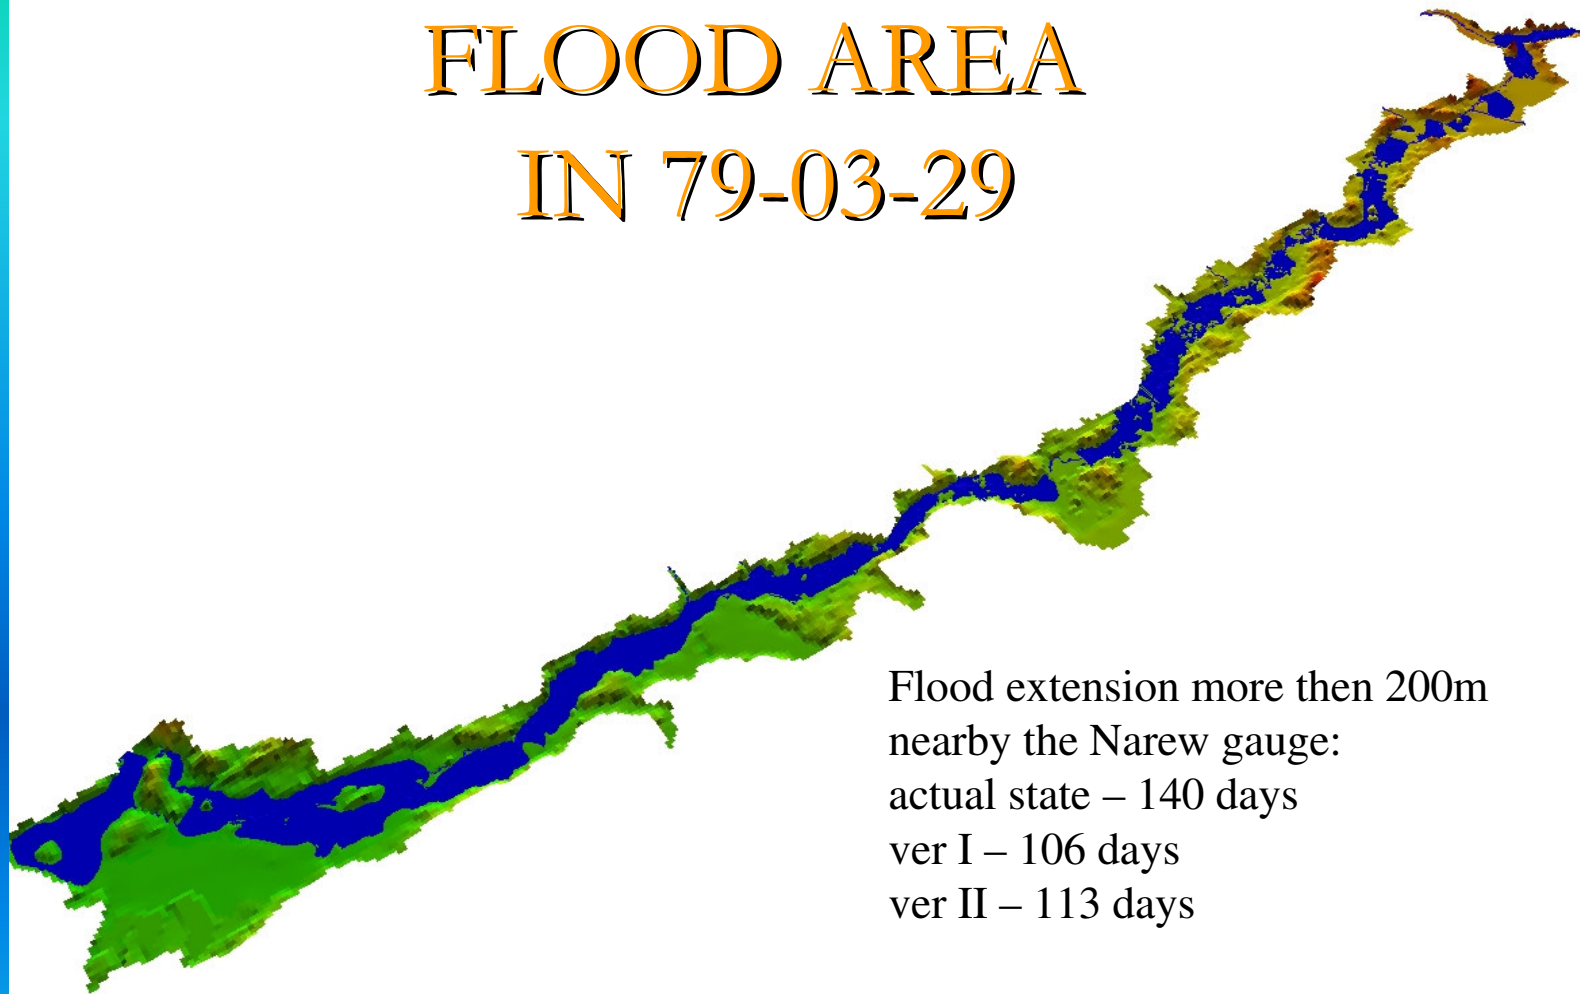 FLOOD AREA
IN 79-03-29
Flood extension more then 200m
nearby the Narew gauge:
actual state – 140 days
ver I – 106 days
ver II – 113 days